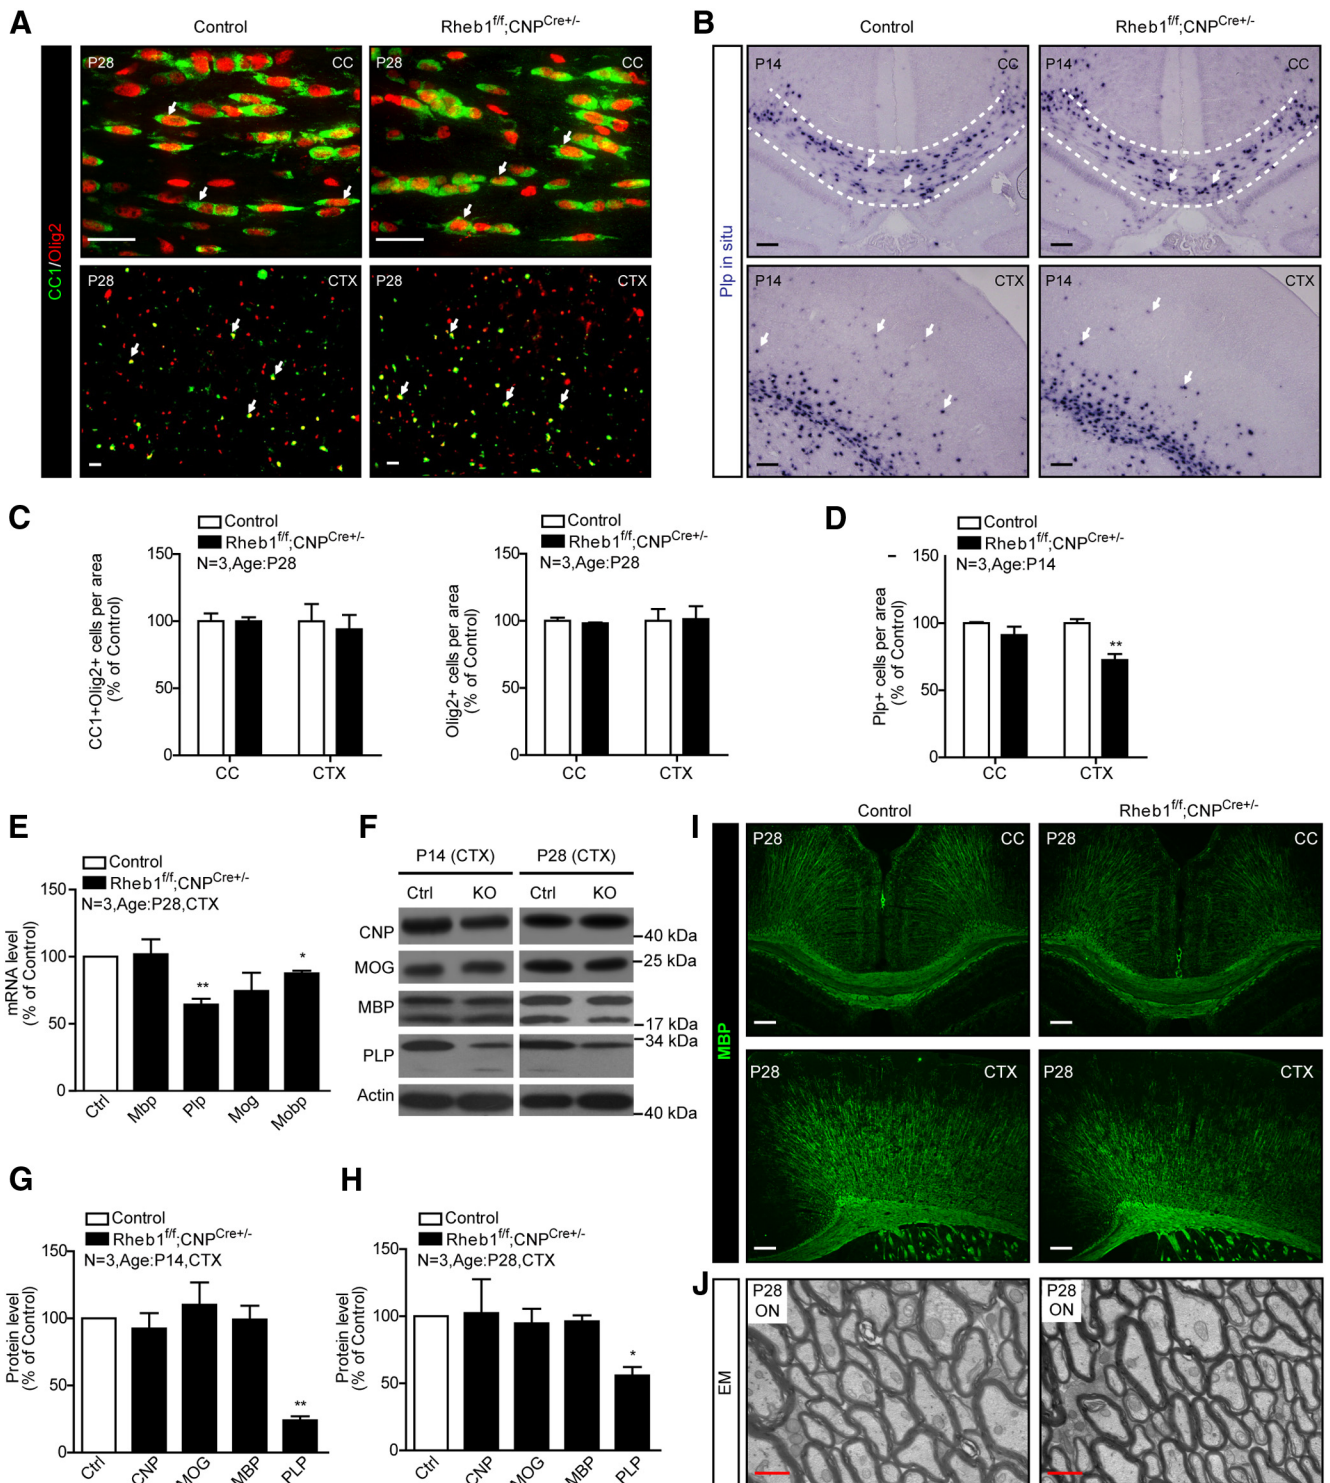 A
Control
Rheb1f/f;CNPCre+/-
CC1/Olig2
P28
CC
P28
CC
P28
CTX
P28
CTX
B
Control
Rheb1f/f;CNPCre+/-
Plp in situ
P14
CC
P14
CC
P14
CTX
P14
CTX
C
Control
Rheb1f/f;CNPCre+/-
N=3,Age:P28
CC1+Olig2+ cells per area
(% of Control)
150
100
50
0
CC
CTX
Control
Rheb1f/f;CNPCre+/-
N=3,Age:P28
Olig2+ cells per area
(% of Control)
150
100
50
0
CC
CTX
D
Control
Rheb1f/f;CNPCre+/-
N=3,Age:P14
Plp+ cells per area
(% of Control)
150
100
50
0
**
CC
CTX
E
Control
Rheb1f/f;CNPCre+/-
N=3,Age:P28,CTX
mRNA level
(% of Control)
150
100
50
0
**
*
Ctrl
Mbp
Plp
Mog
Mobp
F
P14 (CTX)
P28 (CTX)
Ctrl
KO
Ctrl
KO
CNP
40 kDa
MOG
25 kDa
MBP
17 kDa
34 kDa
PLP
Actin
40 kDa
G
Control
Rheb1f/f;CNPCre+/-
N=3,Age:P14,CTX
Protein level
(% of Control)
150
100
50
0
**
Ctrl
CNP
MOG
MBP
PLP
H
Control
Rheb1f/f;CNPCre+/-
N=3,Age:P28,CTX
Protein level
(% of Control)
150
100
50
0
*
Ctrl
CNP
MOG
MBP
PLP
I
Control
Rheb1f/f;CNPCre+/-
MBP
P28
CC
P28
CC
P28
CTX
P28
CTX
J
EM
P28
ON
P28
ON